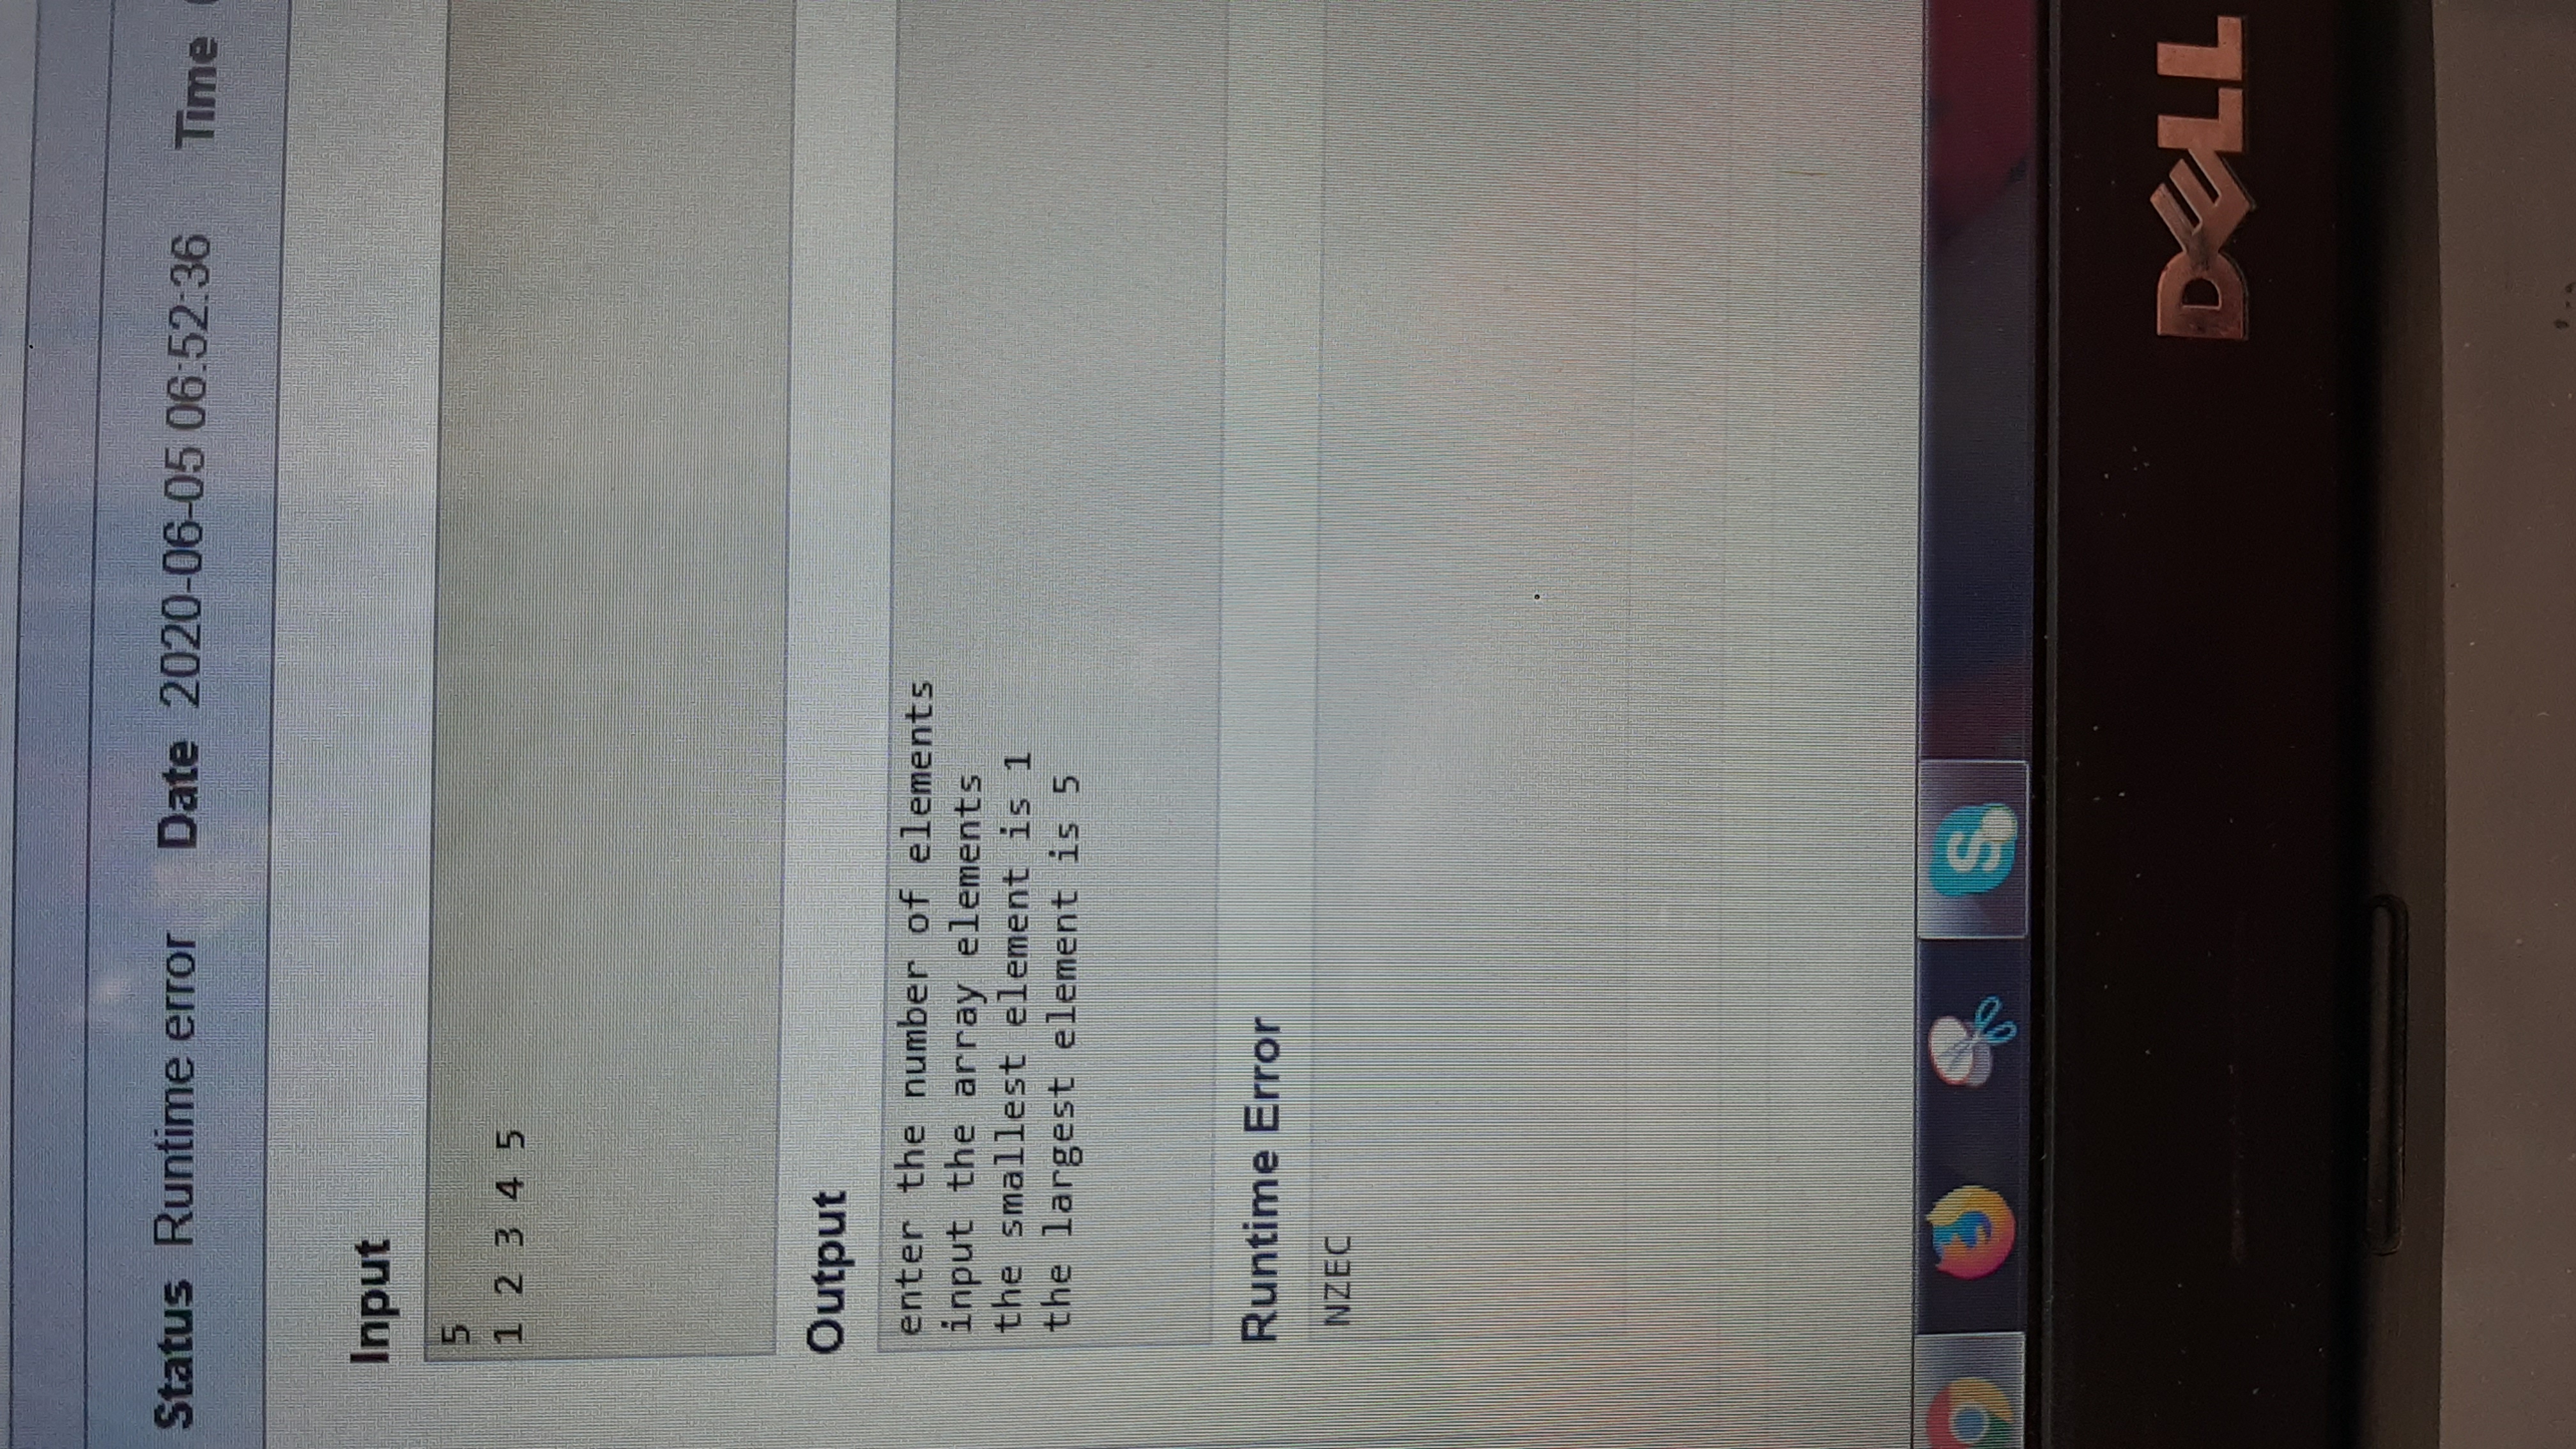 Status Runtime error Date 2020-06-05 06:52:36 Time
Input
5
1 2 3 4 5
Output
enter the number of elements
input the array elements
the smallest element is 1
the largest element is 5
Runtime Error
NZEC
S
DELL